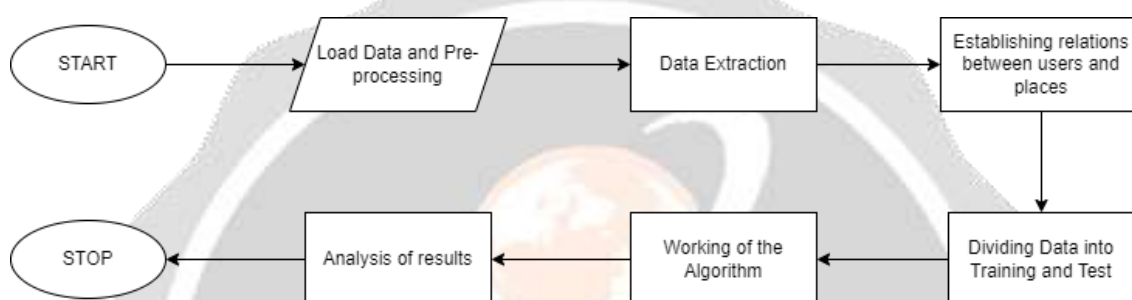 START
Load Data and Pre-
processing
Data Extraction
Establishing relations
between users and
places
Dividing Data into
Training and Test
Working of the
Algorithm
Analysis of results
STOP